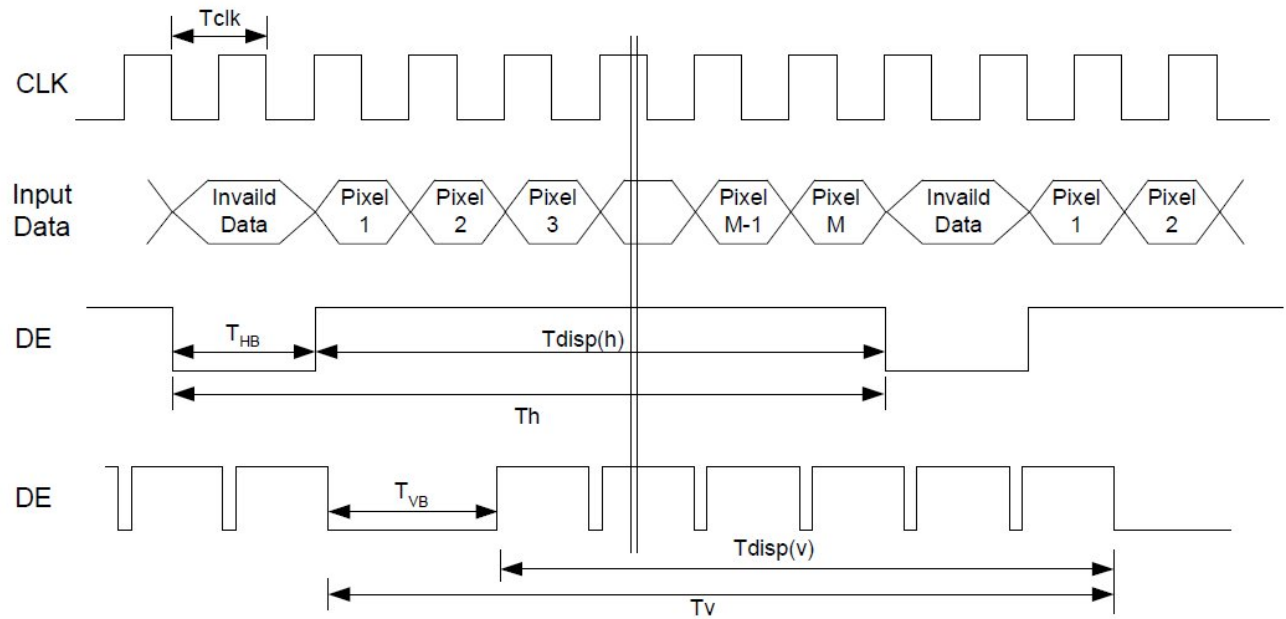 Tclk
CLK
Input
Data
Invaild
Data
Pixel
1
Pixel
2
Pixel
3
Pixel
M-1
Pixel
M
Invaild
Data
Pixel
1
Pixel
2
DE
THB
Tdisp(h)
Th
DE
TVB
Tdisp(v)
Tv